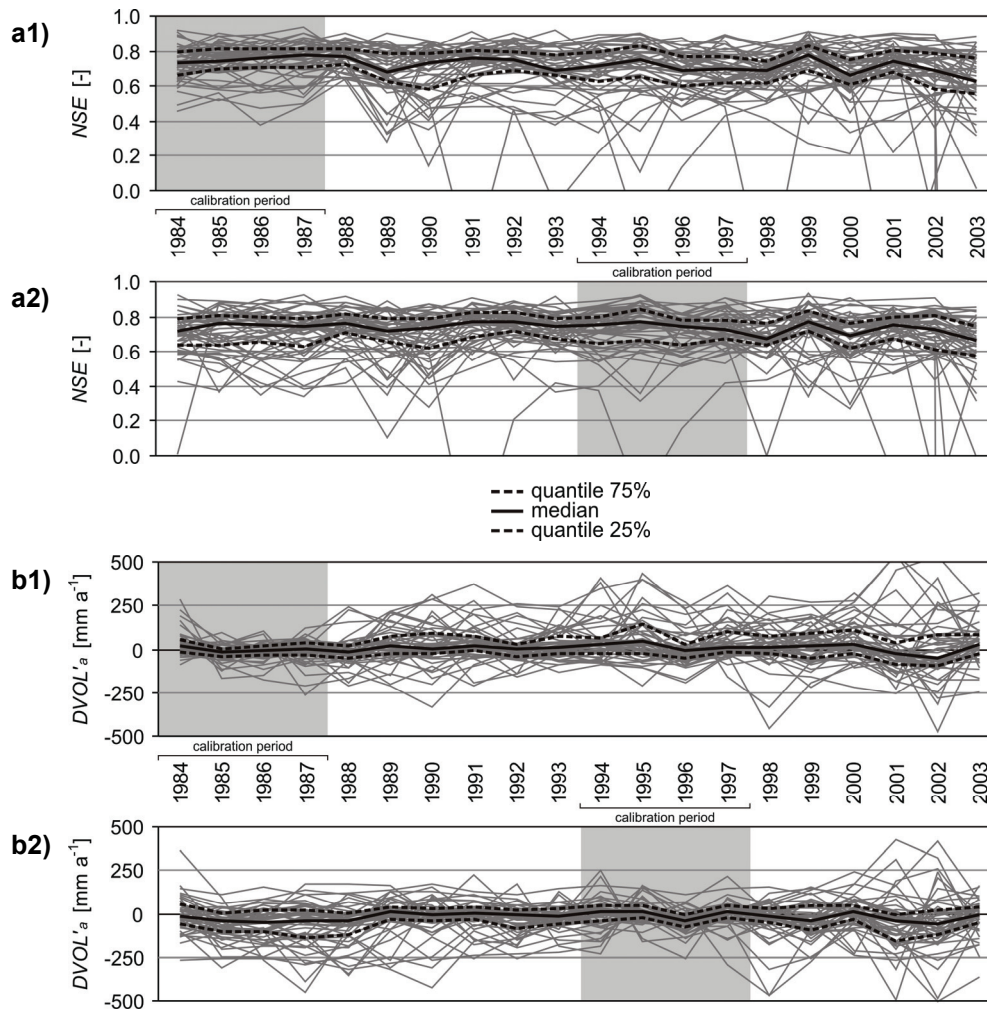 a1)
NSE [-]
1.0
0.8
0.6
0.4
0.2
0.0
calibration period
1984 1985 1986 1987 1988 1989 1990 1991 1992 1993 1994 1995 1996 1997 1998 1999 2000 2001 2002 2003
calibration period
a2)
NSE [-]
1.0
0.8
0.6
0.4
0.2
0.0
quantile 75%
median
quantile 25%
b1)
DVOL'a [mm a-1]
500
250
0
-250
-500
calibration period
1984 1985 1986 1987 1988 1989 1990 1991 1992 1993 1994 1995 1996 1997 1998 1999 2000 2001 2002 2003
calibration period
b2)
DVOL'a [mm a-1]
500
250
0
-250
-500